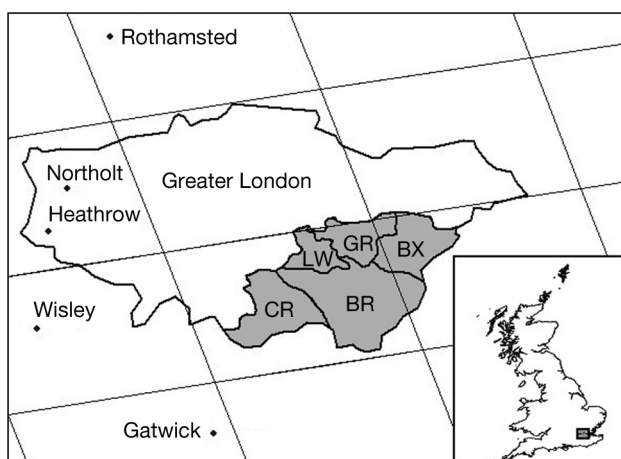 Rothamsted
Northolt
Greater London
Heathrow
GR
BX
LW
Wisley
CR
BR
Gatwick